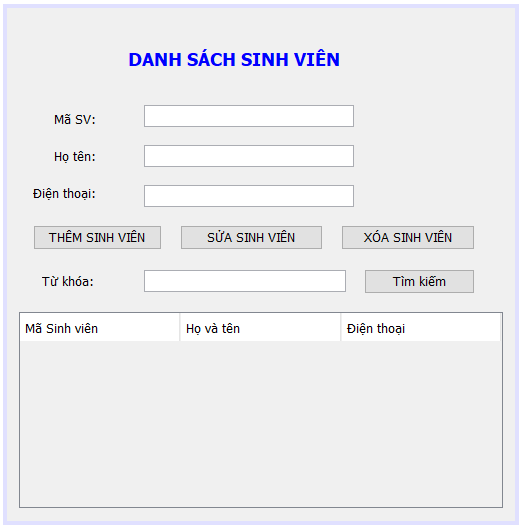 DANH SÁCH SINH VIÊN
Mã SV:
Họ tên:
Điện thoại:
THÊM SINH VIÊN SỬA SINH VIÊN XÓA SINH VIÊN
Từ khóa: Tìm kiếm
Mã Sinh viên Họ và tên Điện thoại